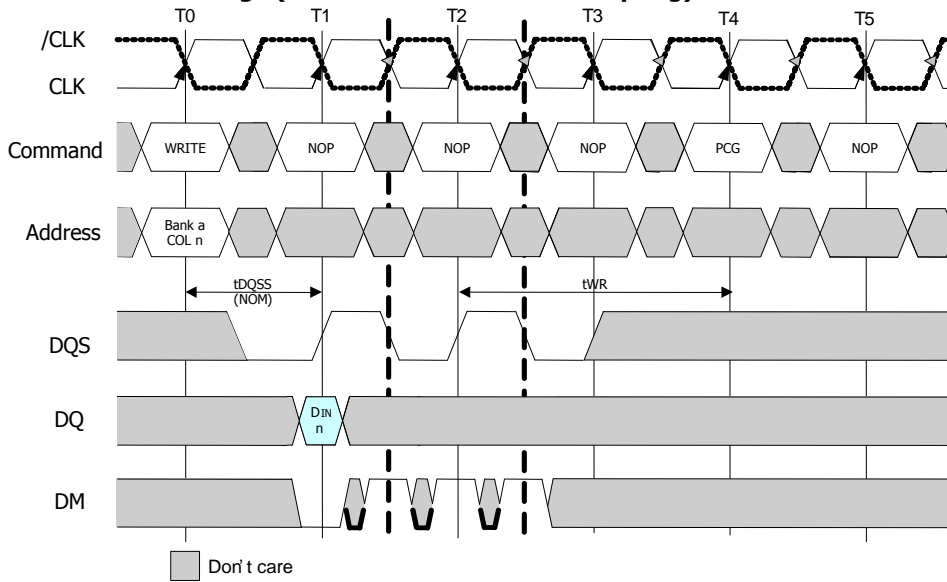 T0 T1 T2 T3 T4 T5
/CLK
CLK
Command WRITE NOP NOP NOP PCG NOP
Address Bank a
COL n
tDQSS
(NOM)
tWR
DQS
DQ DIN
n
DM
Don't care